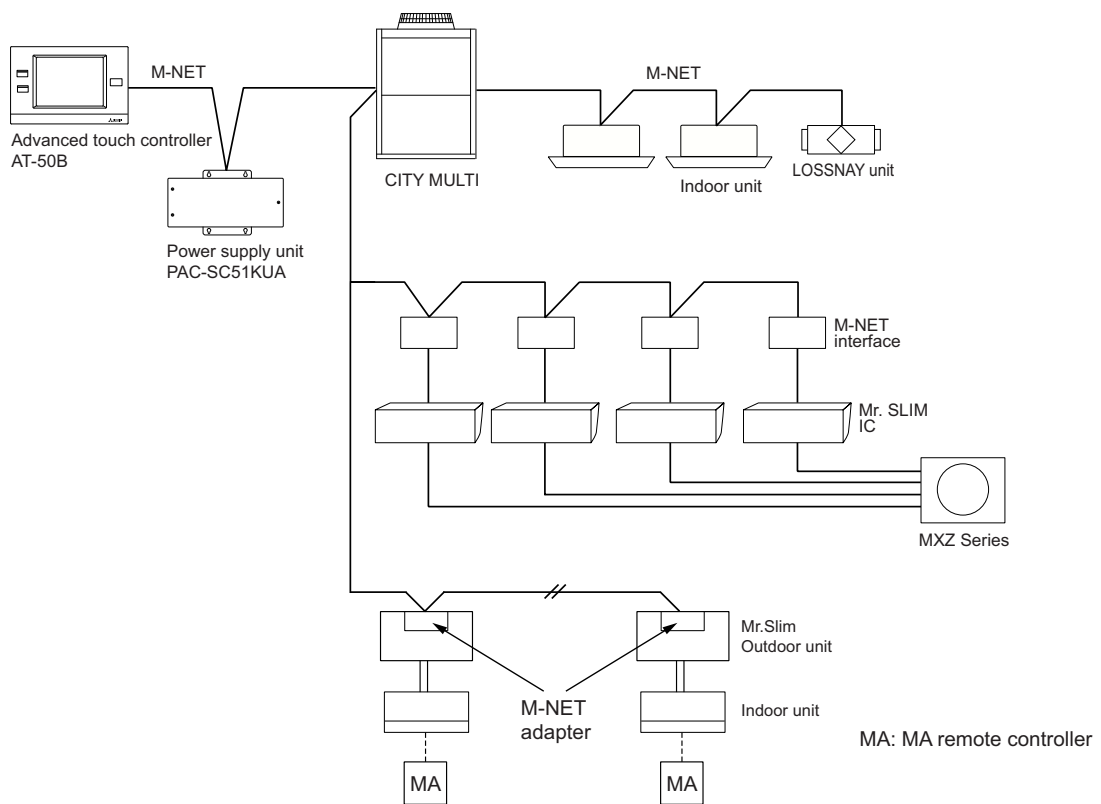 M-NET
Advanced touch controller
AT-50B
Power supply unit
PAC-SC51KUA
CITY MULTI
M-NET
Indoor unit
LOSSNAY unit
M-NET
interface
Mr. SLIM
IC
MXZ Series
Mr.Slim
Outdoor unit
M-NET
adapter
Indoor unit
MA
MA
MA: MA remote controller